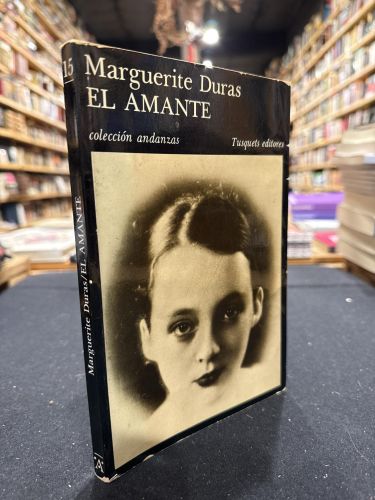 Marguerite Duras
EL AMANTE
colección andanzas
Tusquets editores
15
Marguerite Duras/EL AMANTE
A